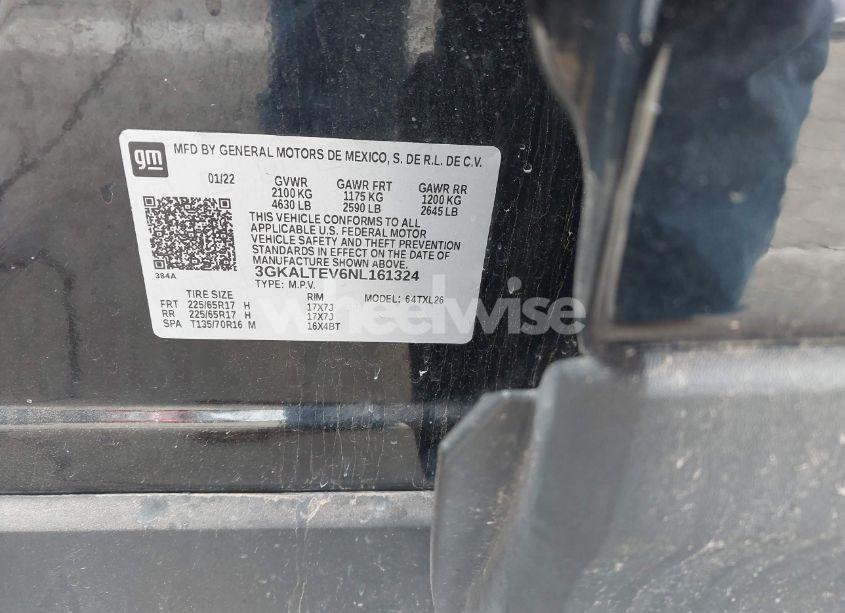 gm
MFD BY GENERAL MOTORS DE MEXICO, S. DE R.L. DE C.V.
01/22 GVWR GAWR FRT GAWR RR
2100 KG 1175 KG 1200 KG
4630 LB 2590 LB 2645 LB
THIS VEHICLE CONFORMS TO ALL
APPLICABLE U.S. FEDERAL MOTOR
VEHICLE SAFETY AND THEFT PREVENTION
STANDARDS IN EFFECT ON THE DATE OF
MANUFACTURE SHOWN ABOVE.
384A 3GKALTEV6NL161324
TYPE: M.P.V.
TIRE SIZE RIM MODEL: 64TXL26
FRT 225/65R17 H 17X7J
RR 225/65R17 H 17X7J
SPA T135/70R16 M 16X4BT
wheelwise